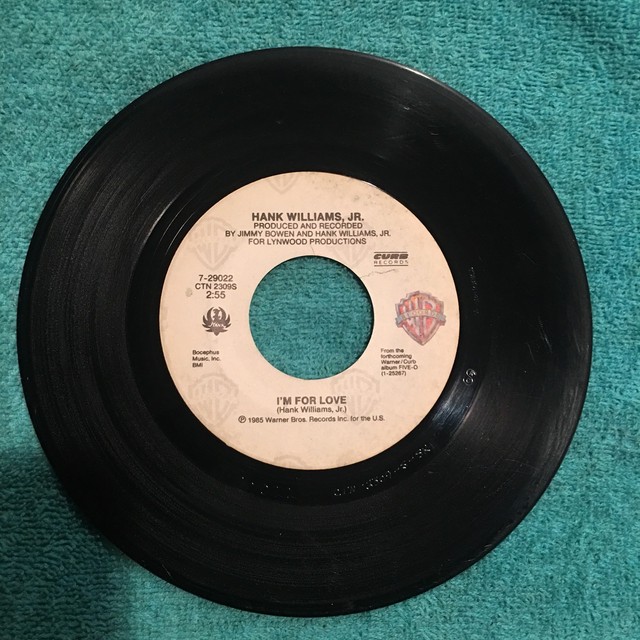 HANK WILLIAMS, JR.
PRODUCED AND RECORDED
BY JIMMY BOWEN AND HANK WILLIAMS, JR.
FOR LYNWOOD PRODUCTIONS
CURB
RECORDS
7-29022
CTN 2309S
2:55
Bocephus
Music, Inc.
BMI
From the
forthcoming
Warner/Curb
album FIVE-O
(1-25267)
I'M FOR LOVE
(Hank Williams, Jr.)
℗ 1985 Warner Bros. Records Inc. for the U.S.